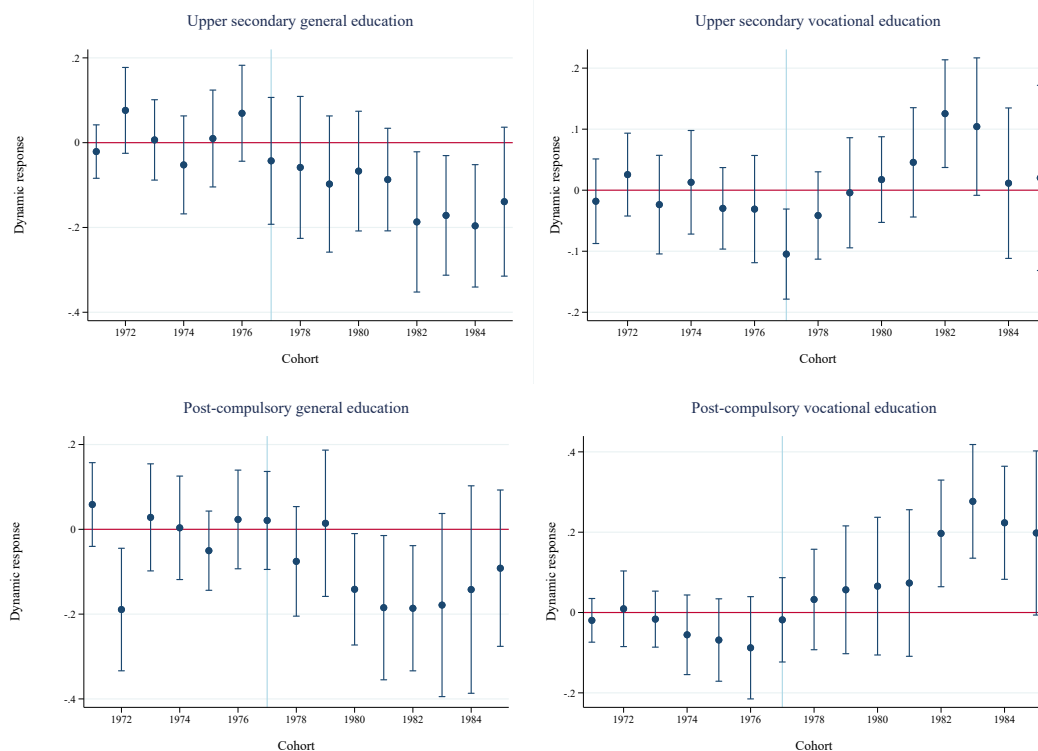 Upper secondary general education
Dynamic response
.2
0
-.2
-.4
1972 1974 1976 1978 1980 1982 1984
Cohort
Upper secondary vocational education
Dynamic response
.2
.1
0
-.1
-.2
1972 1974 1976 1978 1980 1982 1984
Cohort
Post-compulsory general education
Dynamic response
.2
0
-.2
-.4
1972 1974 1976 1978 1980 1982 1984
Cohort
Post-compulsory vocational education
Dynamic response
.4
.2
0
-.2
1972 1974 1976 1978 1980 1982 1984
Cohort